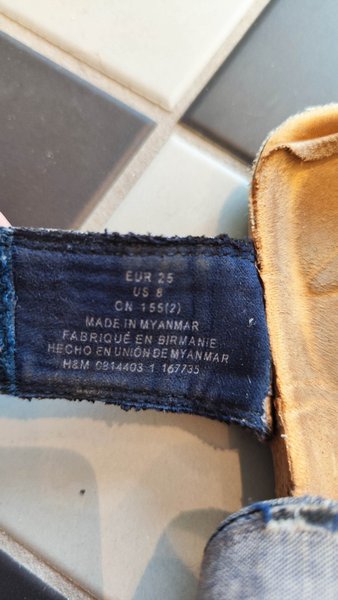 EUR 25
US 8
CN 155(2)
MADE IN MYANMAR
FABRIQUÉ EN BIRMANIE
HECHO EN UNIÓN DE MYANMAR
H&M 0814403-1 167735